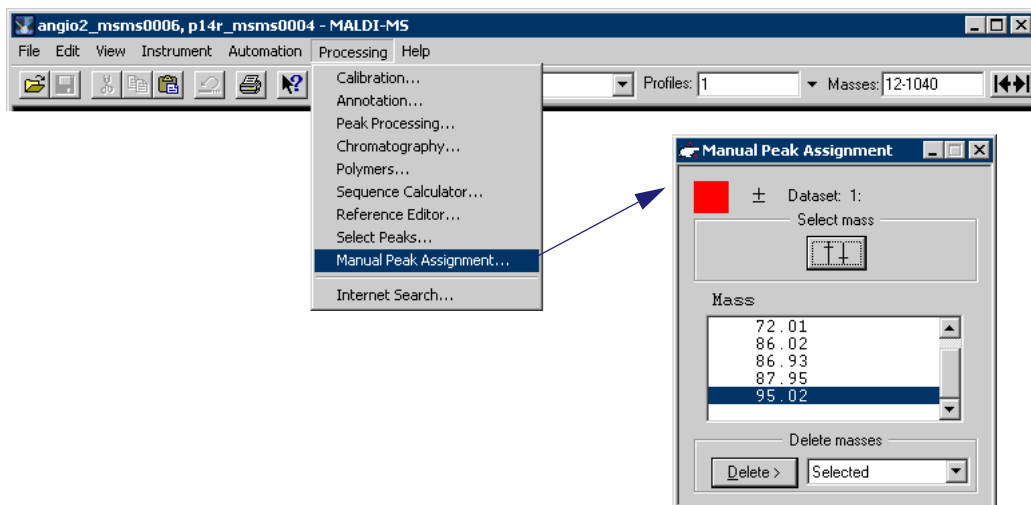 angio2_msms0006, p14r_msms0004 - MALDI-MS
File Edit View Instrument Automation Processing Help
Profiles: 1 Masses: 12-1040
Calibration...
Annotation...
Peak Processing...
Chromatography...
Polymers...
Sequence Calculator...
Reference Editor...
Select Peaks...
Manual Peak Assignment...
Internet Search...
Manual Peak Assignment
± Dataset: 1:
Select mass
Mass
72.01
86.02
86.93
87.95
95.02
Delete masses
Delete > Selected